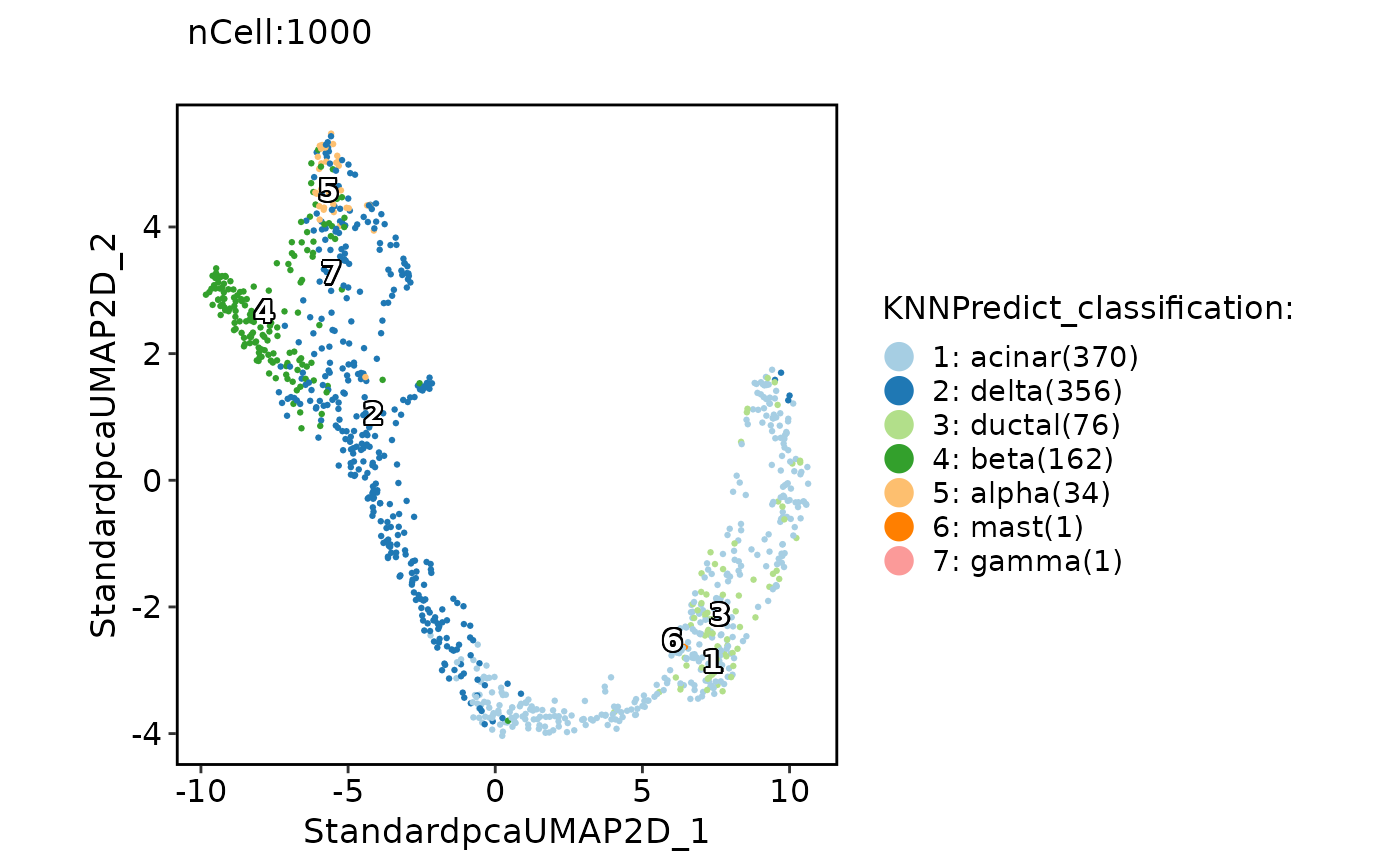 nCell:1000
StandardpcaUMAP2D_2
4
2
0
-2
-4
5
7
4
2
3
6
1
-10
-5
0
5
10
StandardpcaUMAP2D_1
KNNPredict_classification:
1: acinar(370)
2: delta(356)
3: ductal(76)
4: beta(162)
5: alpha(34)
6: mast(1)
7: gamma(1)